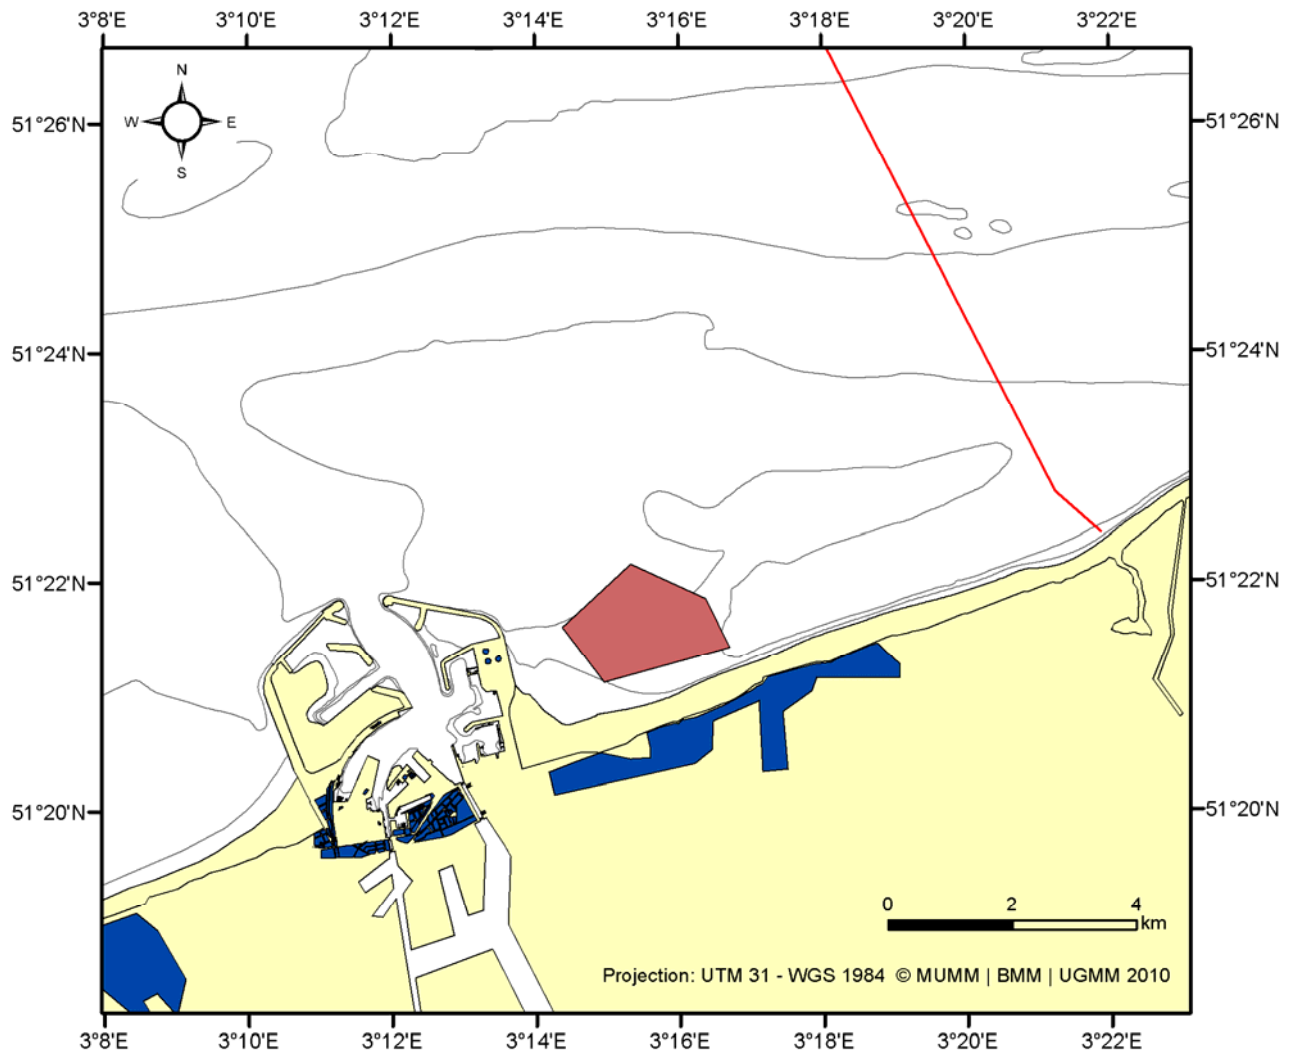 3°8'E 3°10'E 3°12'E 3°14'E 3°16'E 3°18'E 3°20'E 3°22'E
N
W E
S
51°26'N 51°26'N
51°24'N 51°24'N
51°22'N 51°22'N
51°20'N 51°20'N
0 2 4
km
Projection: UTM 31 - WGS 1984 © MUMM | BMM | UGMM 2010
3°8'E 3°10'E 3°12'E 3°14'E 3°16'E 3°18'E 3°20'E 3°22'E